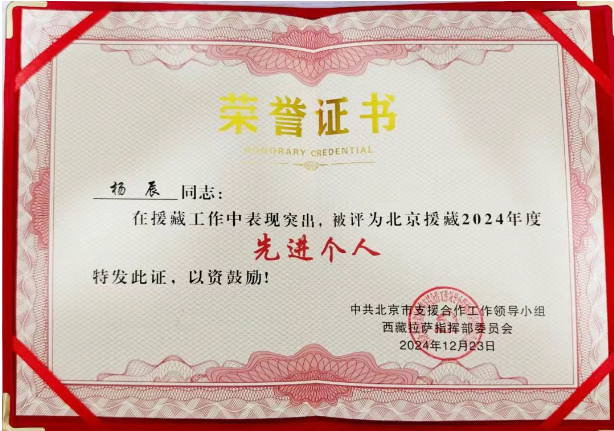 荣誉证书
HONORARY CREDENTIAL
杨辰同志：
在援藏工作中表现突出，被评为北京援藏2024年度
先进个人
特发此证，以资鼓励！
中共北京市支援合作工作领导小组
西藏拉萨指挥部委员会
2024年12月23日